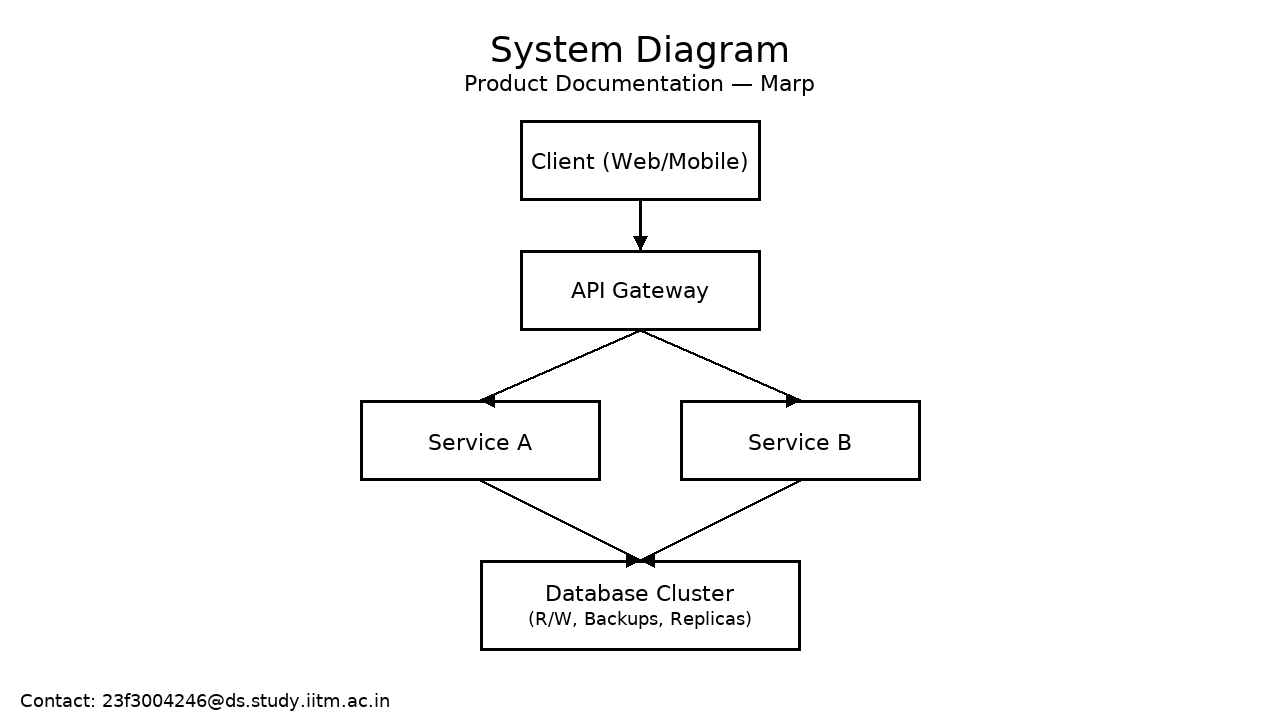 System Diagram
Product Documentation — Marp
Client (Web/Mobile)
API Gateway
Service A
Service B
Database Cluster
(R/W, Backups, Replicas)
Contact: 23f3004246@ds.study.iitm.ac.in